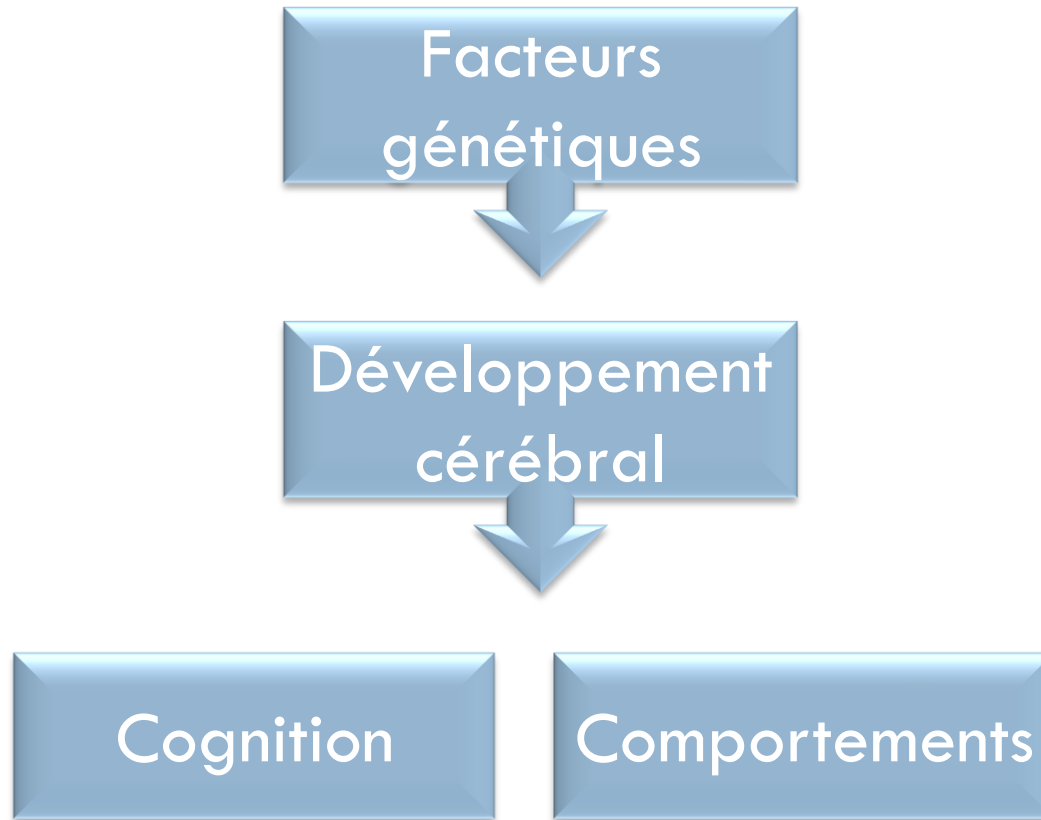 Facteurs
génétiques
Développement
cérébral
Cognition
Comportements